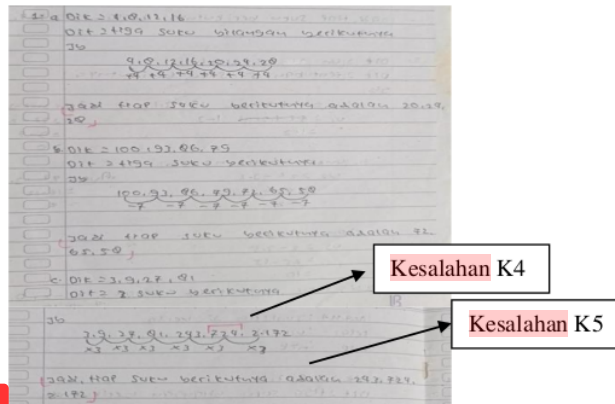 1. a Dik = 4,8,12,16
Dit = tiga suku bilangan berikutnya
Jb
4,8,12,16,20,24,28
+4 +4 +4 +4 +4 +4
Jadi tiap suku berikutnya adalah 20,24,
28
b. Dik = 100,93,86,79
Dit = tiga suku berikutnya
Jb
100,93, 86, 79, 72, 65, 58
-7 -7 -7 -7 -7 -7
Jadi tiap suku berikutnya adalah 72,
65,58
c. Dik = 3,9,27,81
Dit = 3 suku berikutnya
Kesalahan K4
Jb
3,9,27,81,243,724,2.172
x3 x3 x3 x3 x3 x3
Kesalahan K5
Jadi, tiap suku berikutnya adalah 243,724,
2.172